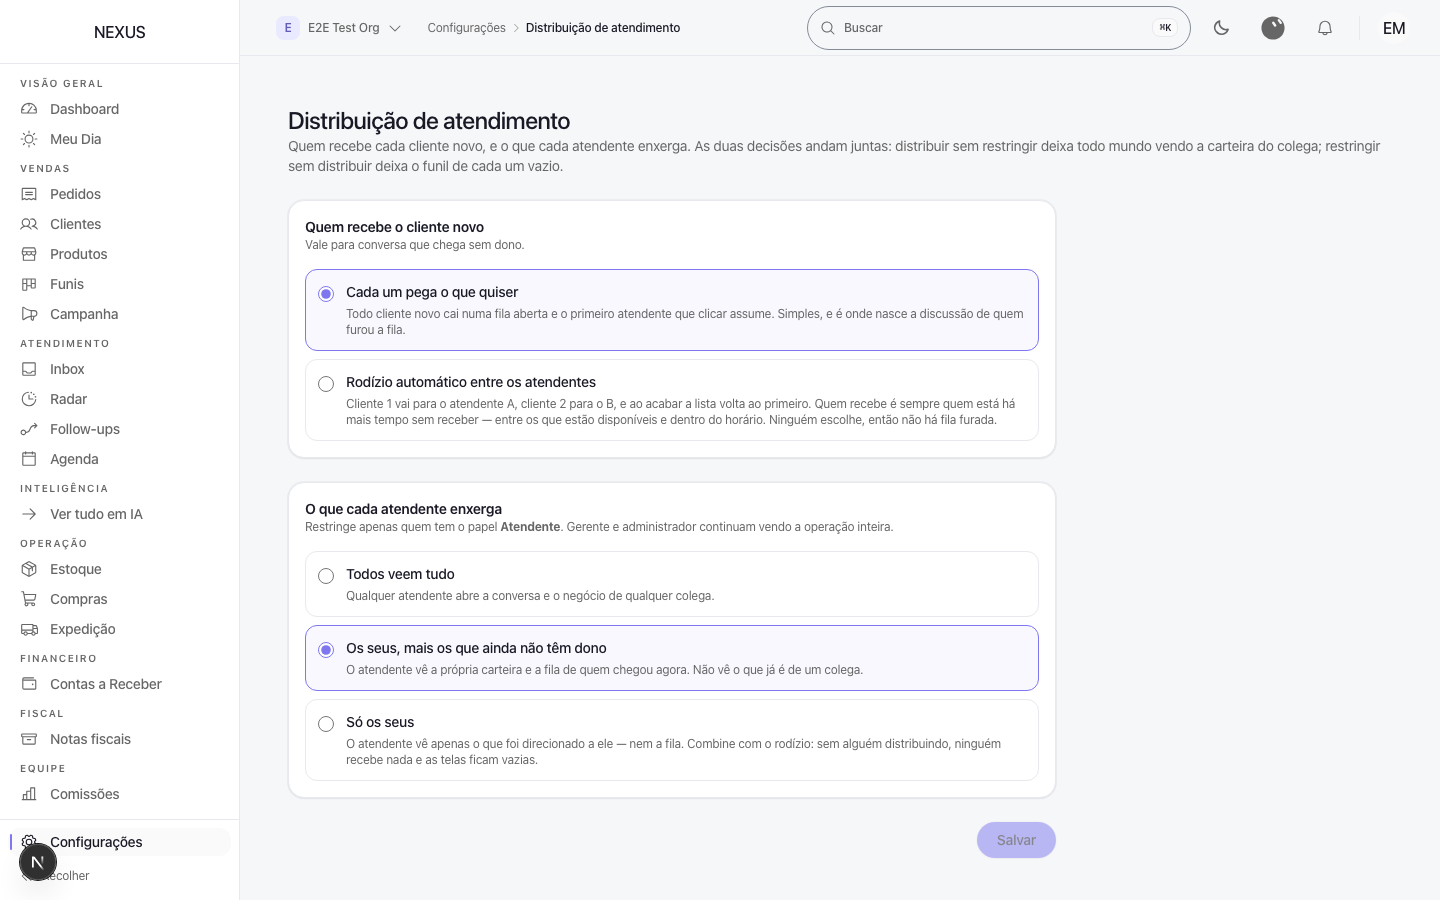 NEXUS
E
E2E Test Org
Configurações
Distribuição de atendimento
Buscar
⌘K
EM
VISÃO GERAL
Dashboard
Meu Dia
VENDAS
Pedidos
Clientes
Produtos
Funis
Campanha
ATENDIMENTO
Inbox
Radar
Follow-ups
Agenda
INTELIGÊNCIA
Ver tudo em IA
OPERAÇÃO
Estoque
Compras
Expedição
FINANCEIRO
Contas a Receber
FISCAL
Notas fiscais
EQUIPE
Comissões
Configurações
N
ecolher
Distribuição de atendimento
Quem recebe cada cliente novo, e o que cada atendente enxerga. As duas decisões andam juntas: distribuir sem restringir deixa todo mundo vendo a carteira do colega; restringir
sem distribuir deixa o funil de cada um vazio.
Quem recebe o cliente novo
Vale para conversa que chega sem dono.
Cada um pega o que quiser
Todo cliente novo cai numa fila aberta e o primeiro atendente que clicar assume. Simples, e é onde nasce a discussão de quem
furou a fila.
Rodízio automático entre os atendentes
Cliente 1 vai para o atendente A, cliente 2 para o B, e ao acabar a lista volta ao primeiro. Quem recebe é sempre quem está há
mais tempo sem receber — entre os que estão disponíveis e dentro do horário. Ninguém escolhe, então não há fila furada.
O que cada atendente enxerga
Restringe apenas quem tem o papel Atendente. Gerente e administrador continuam vendo a operação inteira.
Todos veem tudo
Qualquer atendente abre a conversa e o negócio de qualquer colega.
Os seus, mais os que ainda não têm dono
O atendente vê a própria carteira e a fila de quem chegou agora. Não vê o que já é de um colega.
Só os seus
O atendente vê apenas o que foi direcionado a ele — nem a fila. Combine com o rodízio: sem alguém distribuindo, ninguém
recebe nada e as telas ficam vazias.
Salvar